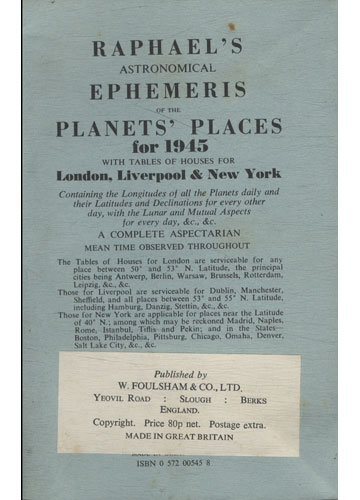 RAPHAEL'S
ASTRONOMICAL
EPHEMERIS
OF THE
PLANETS' PLACES
for 1945
WITH TABLES OF HOUSES FOR
London, Liverpool & New York
Containing the Longitudes of all the Planets daily and
their Latitudes and Declinations for every other
day, with the Lunar and Mutual Aspects
for every day, &c., &c.
A COMPLETE ASPECTARIAN
MEAN TIME OBSERVED THROUGHOUT
The Tables of Houses for London are serviceable for any
place between 50° and 53° N. Latitude, the principal
cities being Antwerp, Berlin, Warsaw, Brussels, Rotterdam,
Leipzig, &c., &c.
Those for Liverpool are serviceable for Dublin, Manchester,
Sheffield, and all places between 53° and 55° N. Latitude,
including Hamburg, Danzig, Stettin, &c., &c.
Those for New York are applicable for places near the Latitude
of 40° N.; among which may be reckoned Madrid, Naples,
Rome, Istanbul, Tiflis and Pekin; and in the States—
Boston, Philadelphia, Pittsburg, Chicago, Omaha, Denver,
Salt Lake City, &c., &c.
Published by
W. FOULSHAM & CO., LTD.
YEOVIL ROAD : SLOUGH : BERKS
ENGLAND.
Copyright. Price 80p net. Postage extra.
MADE IN GREAT BRITAIN
ISBN 0 572 00545 8